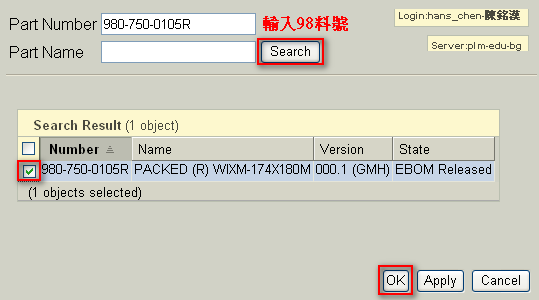 Part Number 980-750-0105R 輸入98料號
Login:hans_chen-陳銘漢
Part Name Search
Server:plm-edu-bg
Search Result (1 object)
Number Name Version State
980-750-0105R PACKED (R) WIXM-174X180M 000.1 (GMH) EBOM Released
(1 objects selected)
OK Apply Cancel